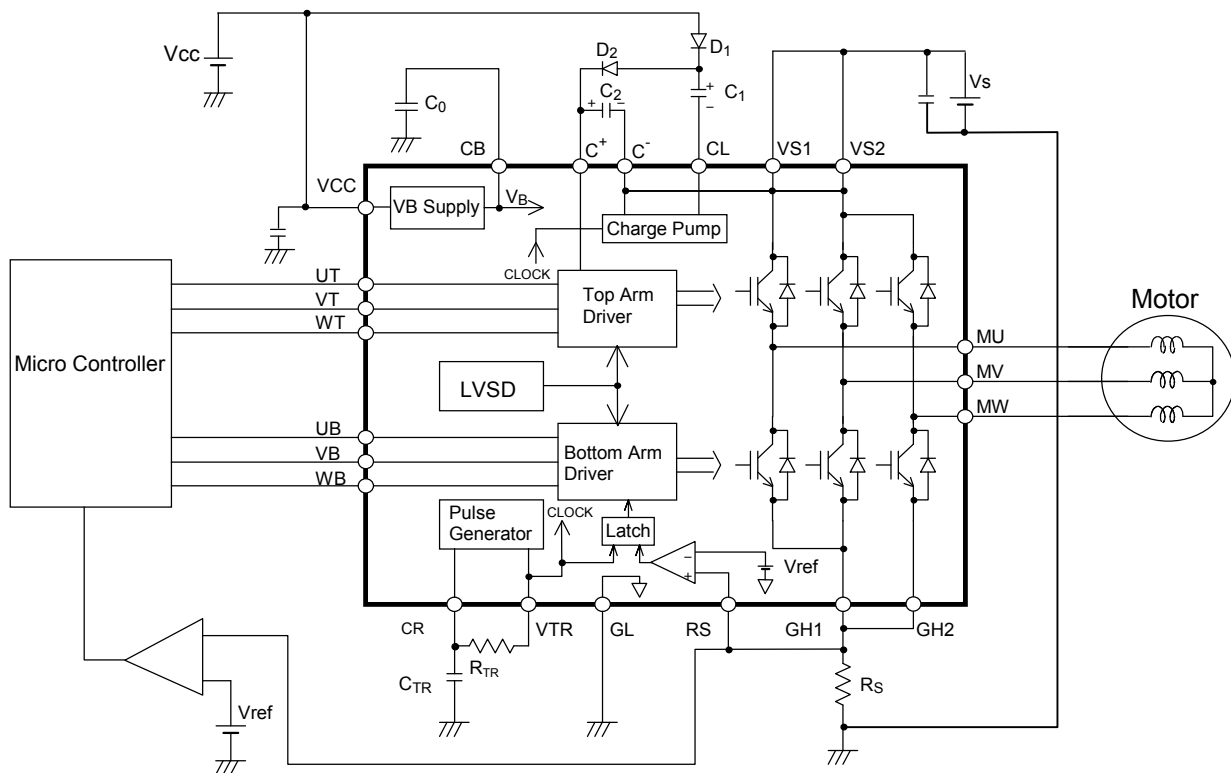 Vcc
D2
D1
C0
C2
+
−
+
−
C1
Vs
CB
C+
C-
CL
VS1
VS2
VCC
VB Supply
VB
Charge Pump
CLOCK
UT
VT
WT
Top Arm
Driver
Motor
Micro Controller
LVSD
MU
MV
MW
UB
VB
WB
Bottom Arm
Driver
Pulse
Generator
CLOCK
Latch
−
+
Vref
CR
VTR
GL
RS
GH1
GH2
RTR
CTR
RS
Vref